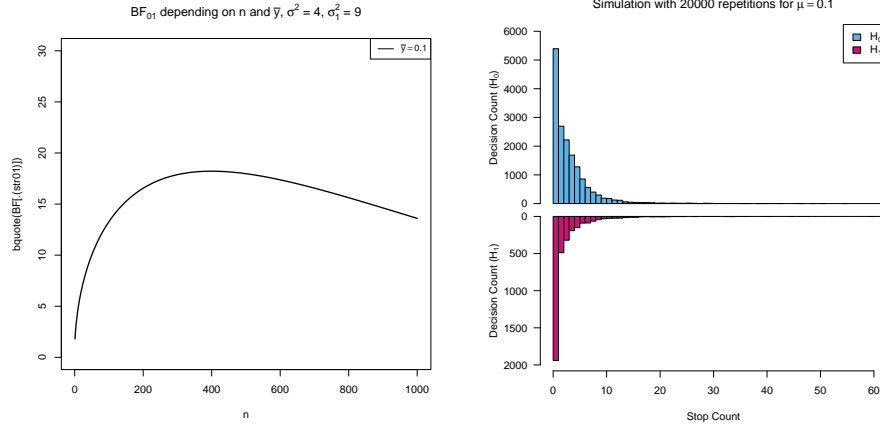 BF₀₁ depending on n and ȳ, σ² = 4, σ₁² = 9
ȳ = 0.1
bquote(BF[.(str01)])
0
5
10
15
20
25
30
0 200 400 600 800 1000
n
Simulation with 20000 repetitions for μ = 0.1
H₀
H₁
Decision Count (H₀)
6000
5000
4000
3000
2000
1000
0
Decision Count (H₁)
0
500
1000
1500
2000
0 10 20 30 40 50 60
Stop Count